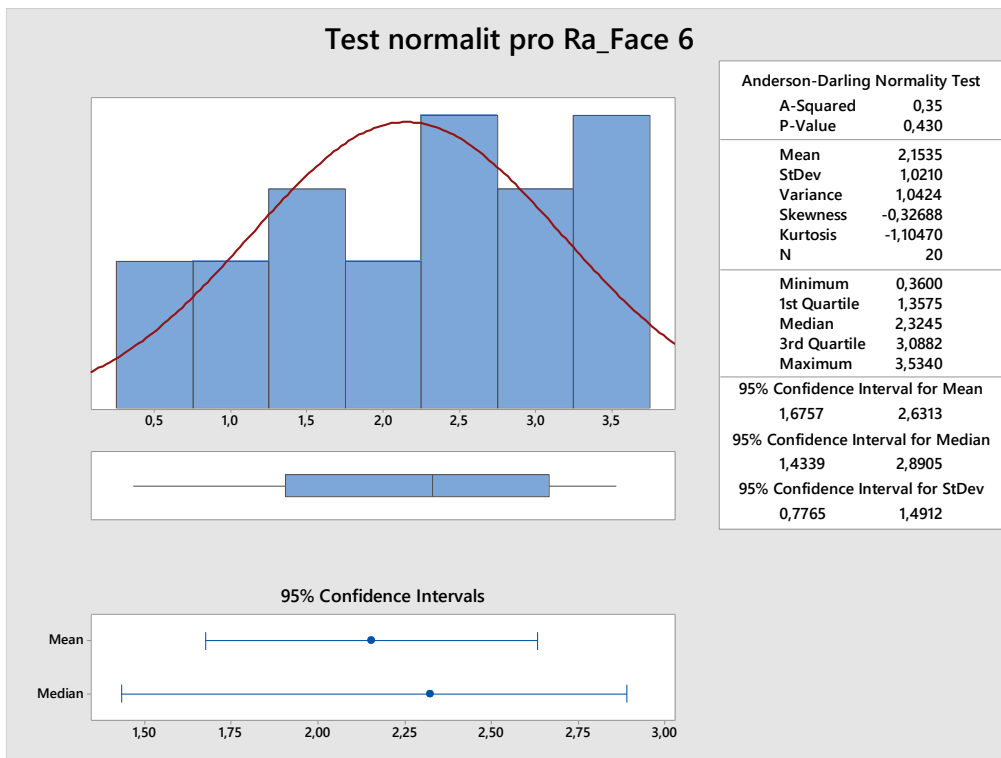 Test normalit pro Ra_Face 6
0,5 1,0 1,5 2,0 2,5 3,0 3,5
95% Confidence Intervals
Mean
Median
1,50 1,75 2,00 2,25 2,50 2,75 3,00
Anderson-Darling Normality Test
A-Squared 0,35
P-Value 0,430
Mean 2,1535
StDev 1,0210
Variance 1,0424
Skewness -0,32688
Kurtosis -1,10470
N 20
Minimum 0,3600
1st Quartile 1,3575
Median 2,3245
3rd Quartile 3,0882
Maximum 3,5340
95% Confidence Interval for Mean
1,6757 2,6313
95% Confidence Interval for Median
1,4339 2,8905
95% Confidence Interval for StDev
0,7765 1,4912